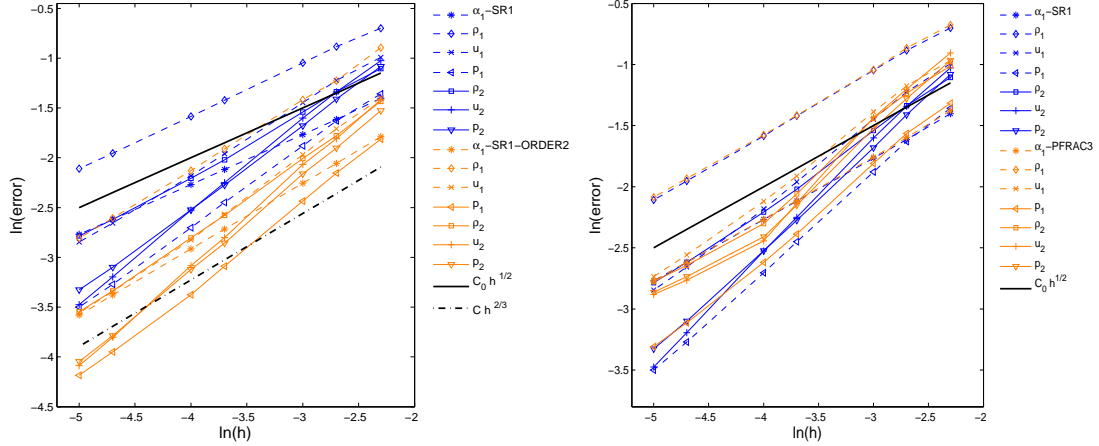 −0.5
−1
−1.5
−2
−2.5
−3
−3.5
−4
−4.5
ln(error)
−5 −4.5 −4 −3.5 −3 −2.5 −2
ln(h)
α1−SR1
ρ1
u1
p1
ρ2
u2
p2
α1−SR1−ORDER2
ρ1
u1
p1
ρ2
u2
p2
C0 h^1/2
C h^2/3
−0.5
−1
−1.5
−2
−2.5
−3
−3.5
−4
ln(error)
−5 −4.5 −4 −3.5 −3 −2.5 −2
ln(h)
α1−SR1
ρ1
u1
p1
ρ2
u2
p2
α1−PFRAC3
ρ1
u1
p1
ρ2
u2
p2
C0 h^1/2